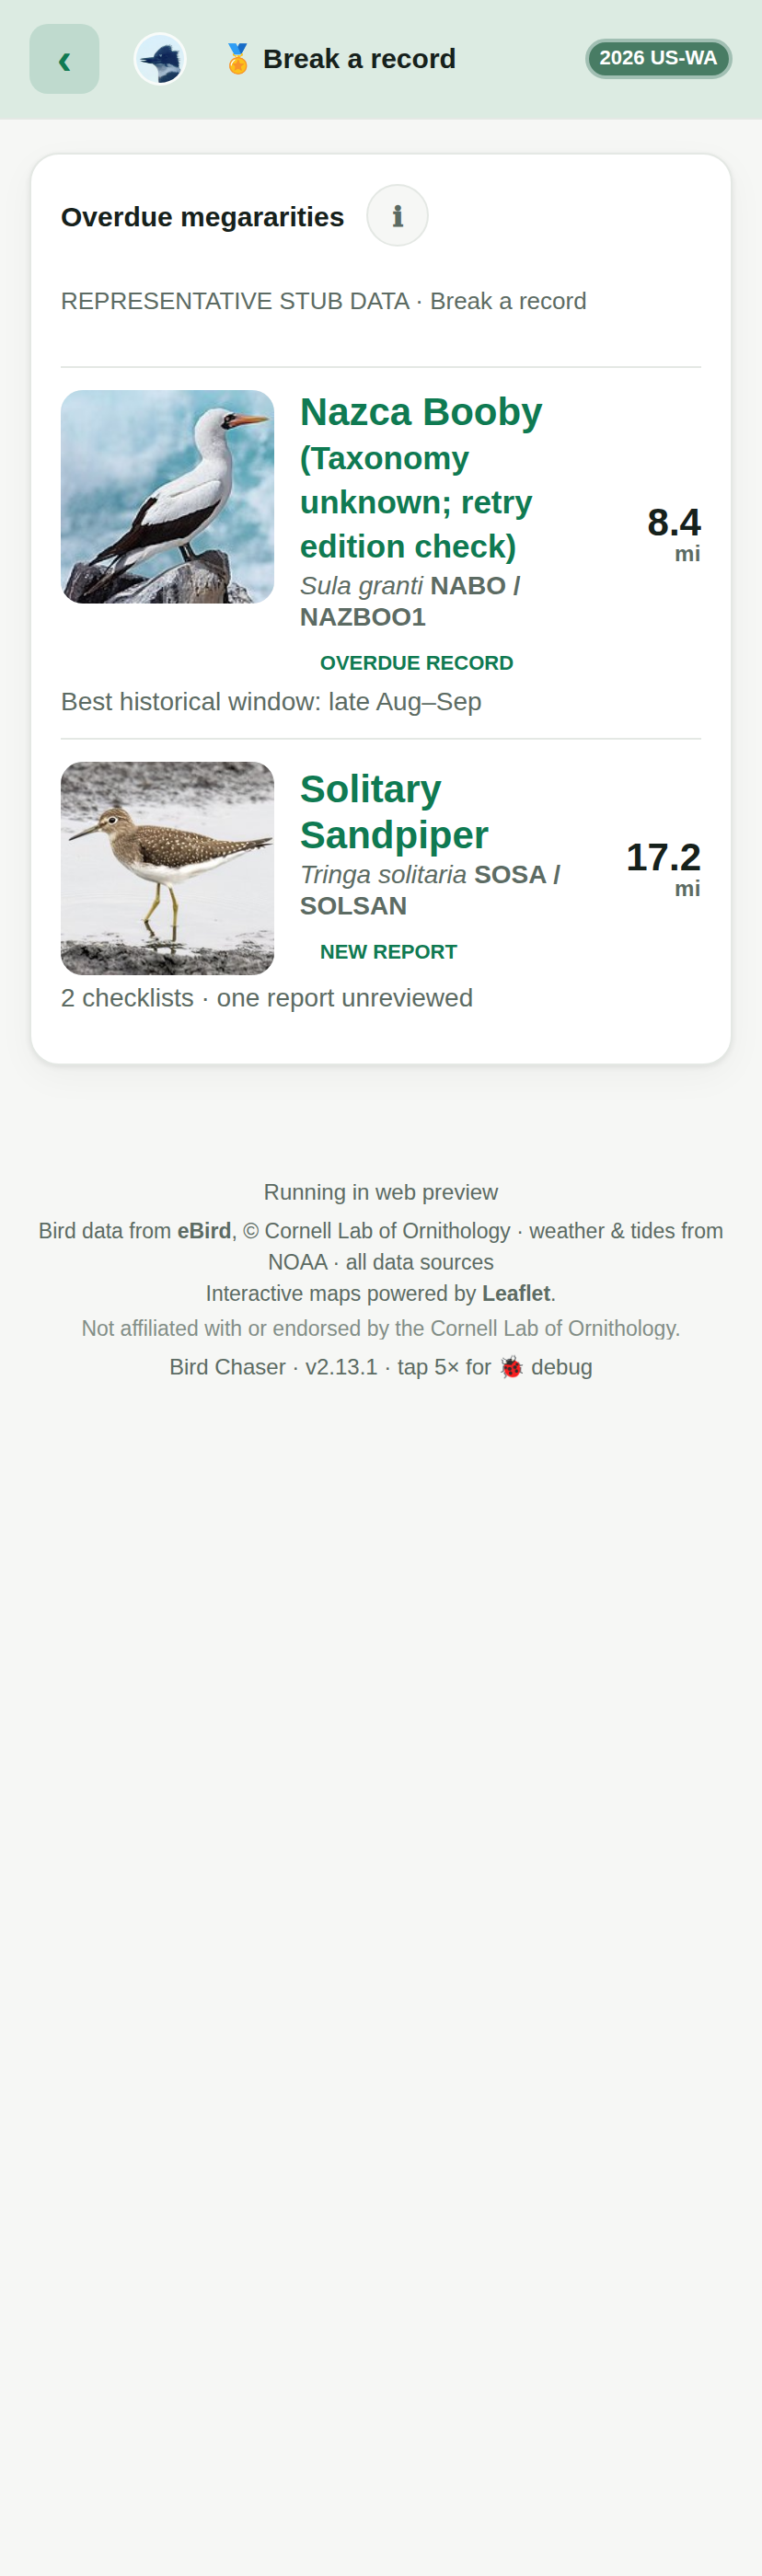 ‹ 🏅 Break a record 2026 US-WA
Overdue megararities ℹ
REPRESENTATIVE STUB DATA · Break a record
Nazca Booby
(Taxonomy
unknown; retry
edition check)
8.4
mi
Sula granti NABO /
NAZBOO1
OVERDUE RECORD
Best historical window: late Aug–Sep
Solitary
Sandpiper
17.2
mi
Tringa solitaria SOSA /
SOLSAN
NEW REPORT
2 checklists · one report unreviewed
Running in web preview
Bird data from eBird, © Cornell Lab of Ornithology · weather & tides from
NOAA · all data sources
Interactive maps powered by Leaflet.
Not affiliated with or endorsed by the Cornell Lab of Ornithology.
Bird Chaser · v2.13.1 · tap 5× for 🐞 debug